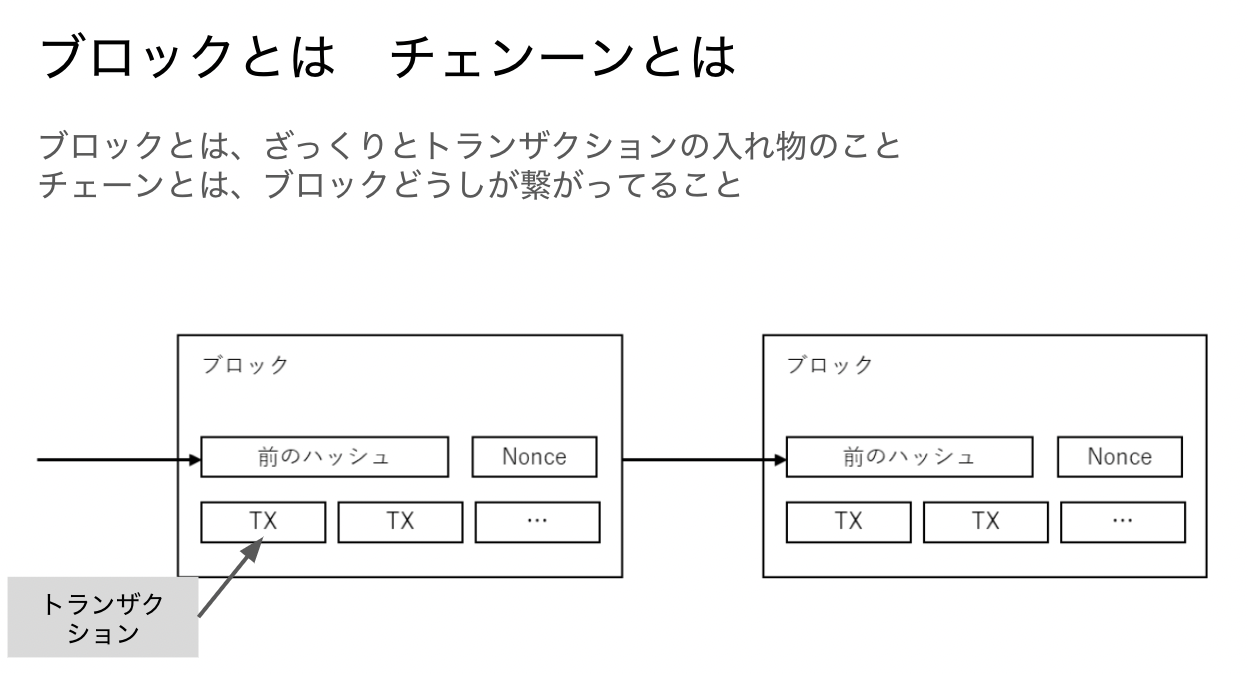 ブロックとは　チェンーンとは
ブロックとは、ざっくりとトランザクションの入れ物のこと
チェーンとは、ブロックどうしが繋がってること
ブロック
前のハッシュ
Nonce
TX
TX
…
ブロック
前のハッシュ
Nonce
TX
TX
…
トランザク
ション